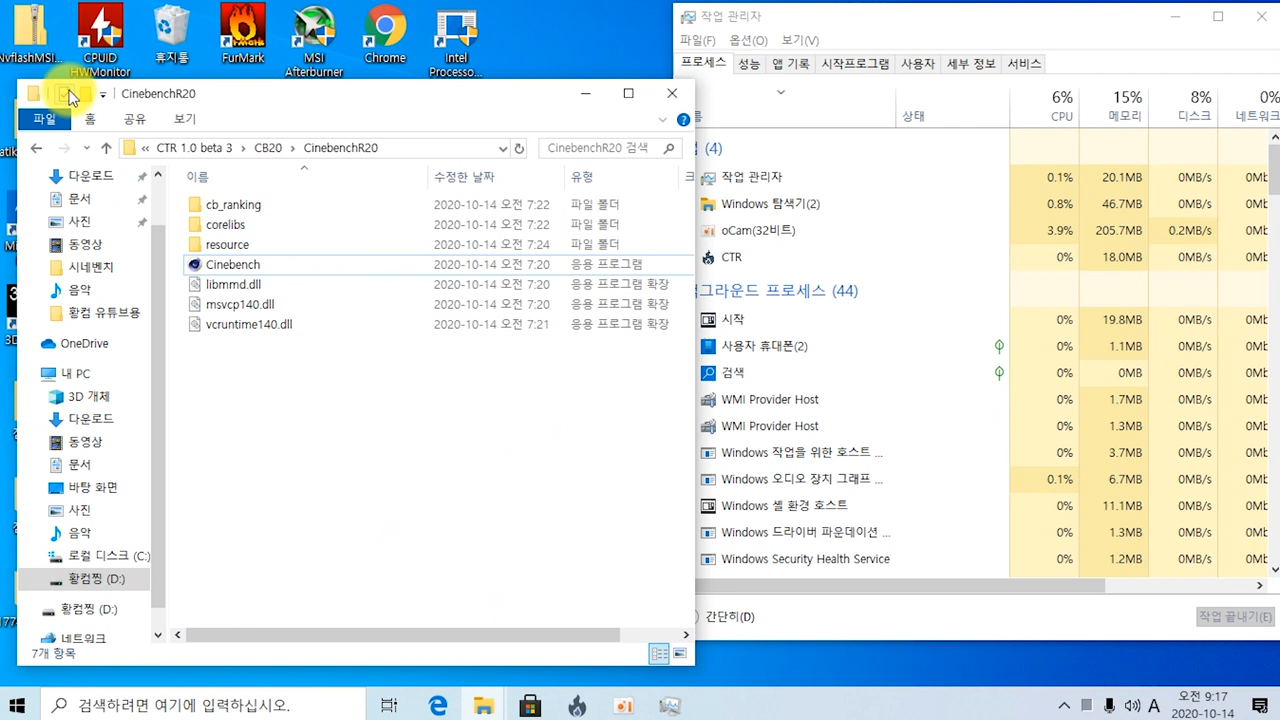 NvflashMSI...
CPUID
HWMonitor
휴지통
FurMark
MSI
Afterburner
Chrome
Intel
Processo...
CinebenchR20
파일
홈
공유
보기
CTR 1.0 beta 3 > CB20 > CinebenchR20
CinebenchR20 검색
이름
수정한 날짜
유형
크
다운로드
문서
사진
동영상
시네벤치
음악
황컴 유튜브용
OneDrive
내 PC
3D 개체
다운로드
동영상
문서
바탕 화면
사진
음악
로컬 디스크 (C:)
황컴찡 (D:)
황컴찡 (D:)
네트워크
cb_ranking 2020-10-14 오전 7:22 파일 폴더
corelibs 2020-10-14 오전 7:22 파일 폴더
resource 2020-10-14 오전 7:24 파일 폴더
Cinebench 2020-10-14 오전 7:20 응용 프로그램
libmmd.dll 2020-10-14 오전 7:20 응용 프로그램 확장
msvcp140.dll 2020-10-14 오전 7:20 응용 프로그램 확장
vcruntime140.dll 2020-10-14 오전 7:21 응용 프로그램 확장
7개 항목
작업 관리자
파일(F) 옵션(O) 보기(V)
프로세스 성능 앱 기록 시작프로그램 사용자 세부 정보 서비스
6% 15% 8% 0%
상태 CPU 메모리 디스크 네트워크
(4)
작업 관리자 0.1% 20.1MB 0MB/s 0Mb
Windows 탐색기(2) 0.8% 46.7MB 0MB/s 0Mb
oCam(32비트) 3.9% 205.7MB 0.2MB/s 0Mb
CTR 0% 18.0MB 0MB/s 0Mb
그라운드 프로세스 (44)
시작 0% 19.8MB 0MB/s 0Mb
사용자 휴대폰(2) 0% 1.1MB 0MB/s 0Mb
검색 0% 0MB 0MB/s 0Mb
WMI Provider Host 0% 1.7MB 0MB/s 0Mb
WMI Provider Host 0% 1.3MB 0MB/s 0Mb
Windows 작업을 위한 호스트 ... 0% 3.7MB 0MB/s 0Mb
Windows 오디오 장치 그래프 ... 0.1% 6.7MB 0MB/s 0Mb
Windows 셸 환경 호스트 0% 11.1MB 0MB/s 0Mb
Windows 드라이버 파운데이션 ... 0% 1.3MB 0MB/s 0Mb
Windows Security Health Service 0% 1.2MB 0MB/s 0Mb
간단히(D)
작업 끝내기(E)
검색하려면 여기에 입력하십시오.
A
오전 9:17
2020-10-14